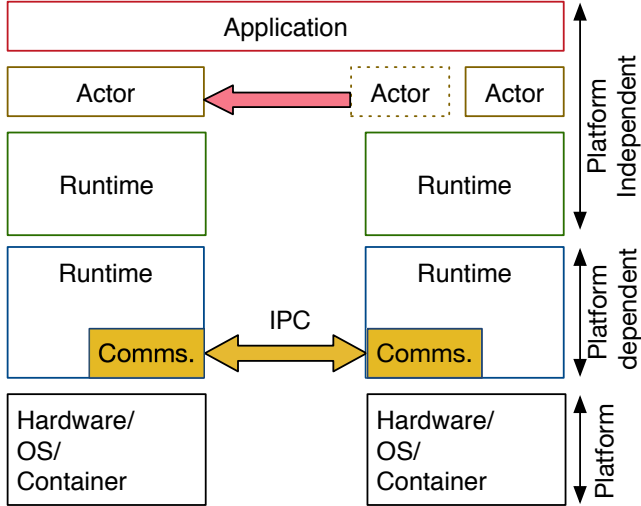 Application
Actor
Actor
Actor
Platform
Independent
Runtime
Runtime
Runtime
Runtime
Platform
dependent
IPC
Comms.
Comms.
Hardware/
OS/
Container
Hardware/
OS/
Container
Platform